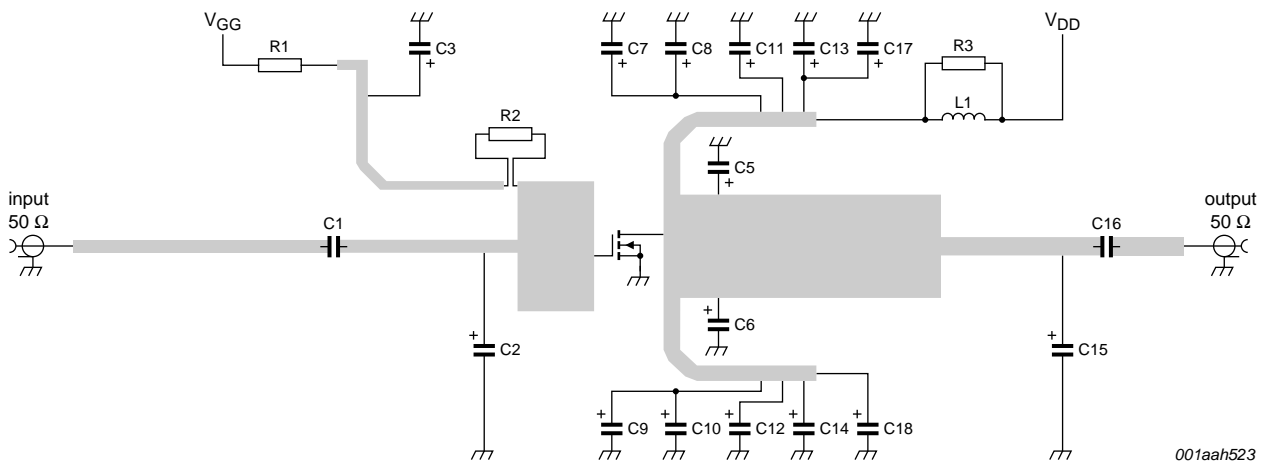 VGG
R1
C3
C7
C8
C11
C13
C17
R3
VDD
L1
R2
C5
input
50 Ω
C1
C16
output
50 Ω
C2
C6
C15
C9
C10
C12
C14
C18
001aah523